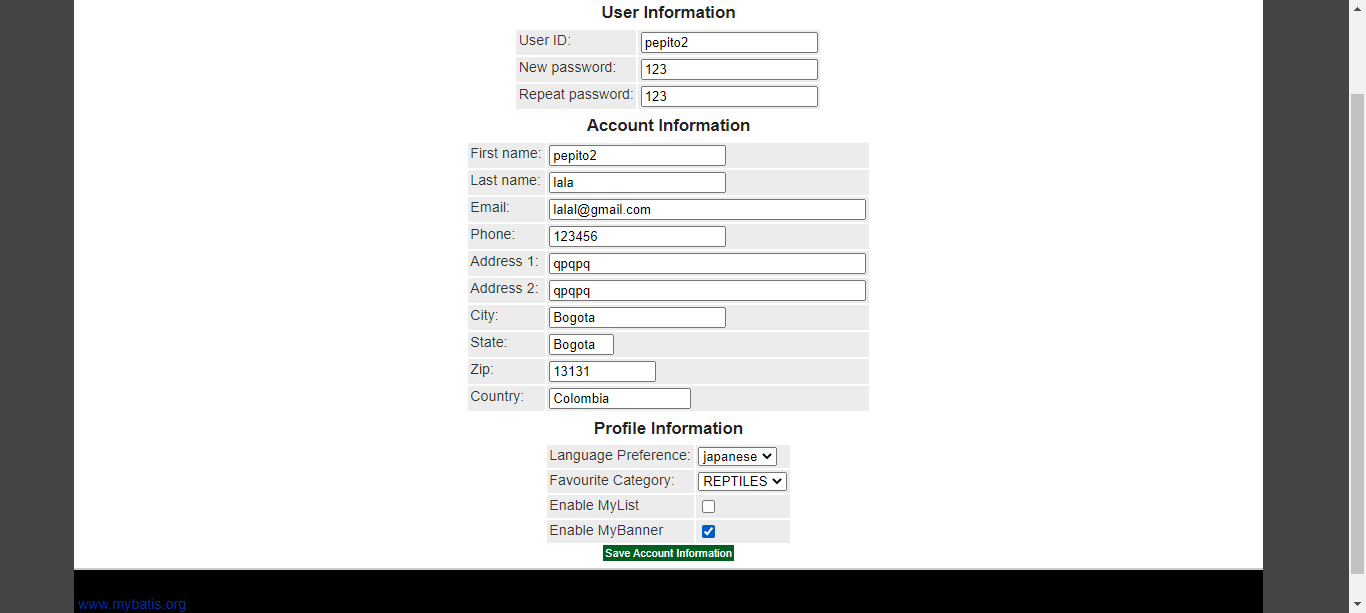 User Information
User ID: pepito2
New password: 123
Repeat password: 123
Account Information
First name: pepito2
Last name: lala
Email: lalal@gmail.com
Phone: 123456
Address 1: qpqpq
Address 2: qpqpq
City: Bogota
State: Bogota
Zip: 13131
Country: Colombia
Profile Information
Language Preference: japanese
Favourite Category: REPTILES
Enable MyList
Enable MyBanner
Save Account Information
www.mybatis.org